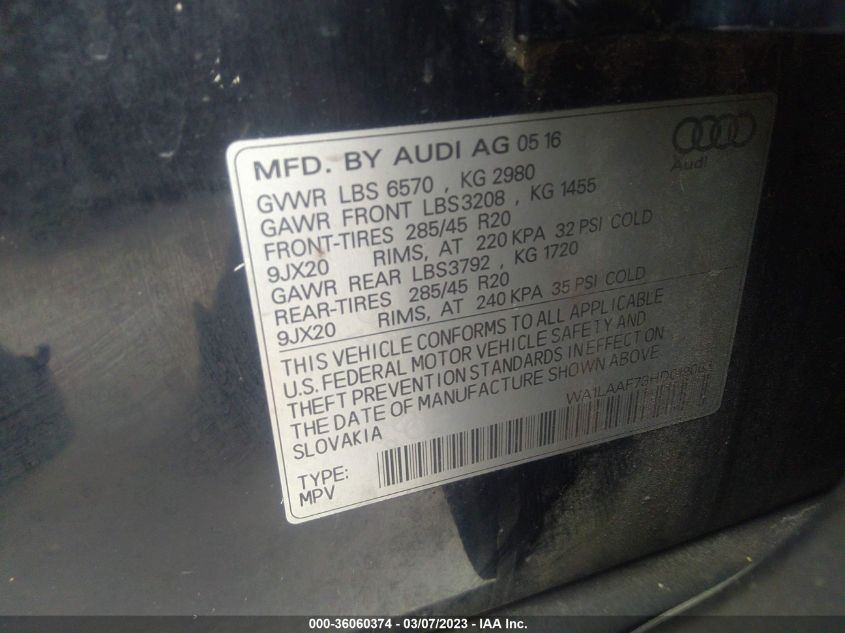 MFD. BY AUDI AG 05 16
Audi
GVWR LBS 6570 , KG 2980
GAWR FRONT LBS3208 , KG 1455
FRONT-TIRES 285/45 R20
9JX20 RIMS, AT 220 KPA 32 PSI COLD
GAWR REAR LBS3792 , KG 1720
REAR-TIRES 285/45 R20
9JX20 RIMS, AT 240 KPA 35 PSI COLD
THIS VEHICLE CONFORMS TO ALL APPLICABLE
U.S. FEDERAL MOTOR VEHICLE SAFETY AND
THEFT PREVENTION STANDARDS IN EFFECT ON
THE DATE OF MANUFACTURE SHOWN ABOVE.
SLOVAKIA
TYPE:
MPV
000-36060374 - 03/07/2023 - IAA Inc.